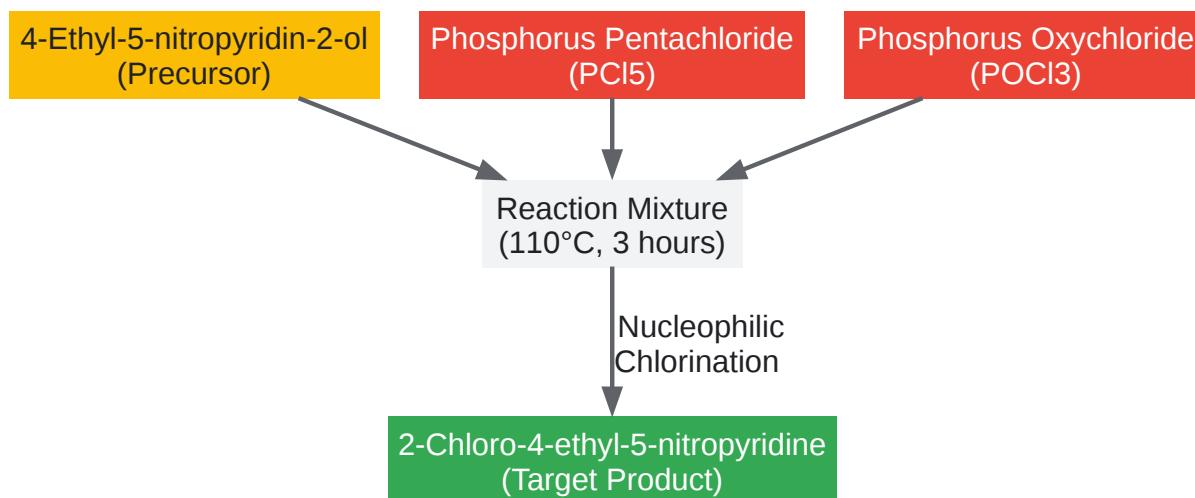 4-Ethyl-5-nitropyridin-2-ol
(Precursor)
Phosphorus Pentachloride
(PCl5)
Phosphorus Oxychloride
(POCl3)
Reaction Mixture
(110°C, 3 hours)
Nucleophilic
Chlorination
2-Chloro-4-ethyl-5-nitropyridine
(Target Product)